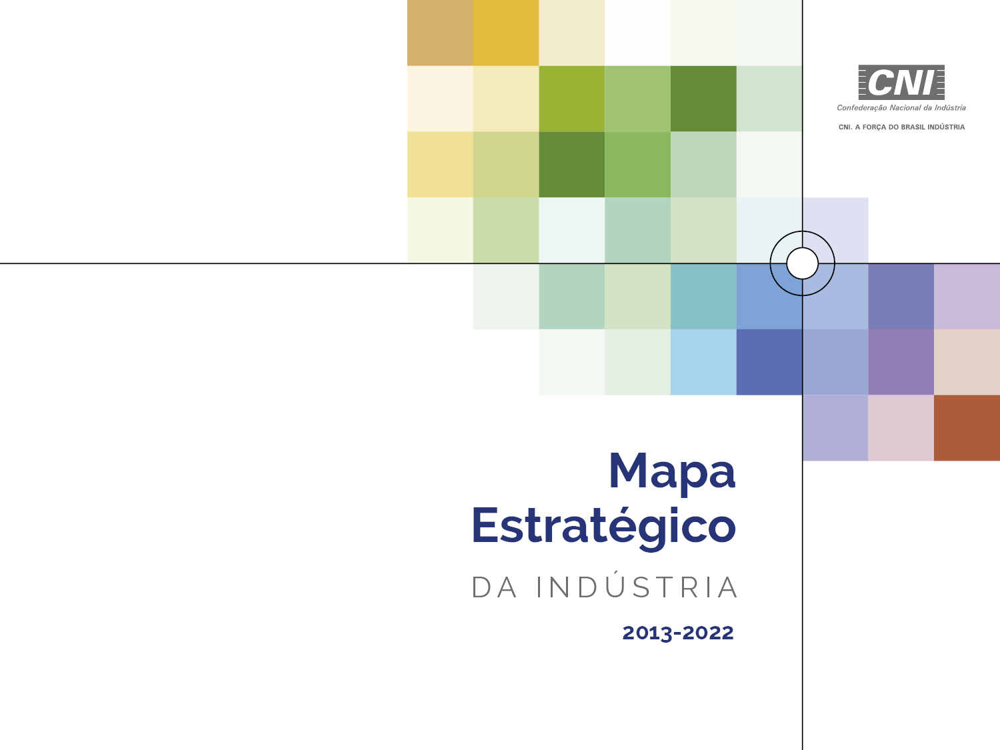 CNI
Confederação Nacional da Indústria
CNI. A FORÇA DO BRASIL INDÚSTRIA
Mapa
Estratégico
DA INDÚSTRIA
2013-2022